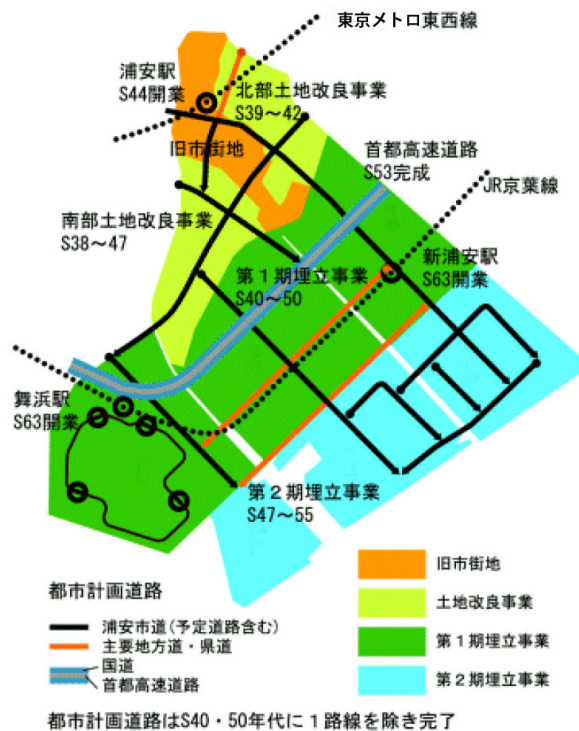 東京メトロ東西線
浦安駅
S44開業
北部土地改良事業
S39～42
旧市街地
首都高速道路
S53完成
JR京葉線
南部土地改良事業
S38～47
新浦安駅
S63開業
第1期埋立事業
S40～50
舞浜駅
S63開業
第2期埋立事業
S47～55
都市計画道路
浦安市道(予定道路含む)
主要地方道・県道
国道
首都高速道路
旧市街地
土地改良事業
第1期埋立事業
第2期埋立事業
都市計画道路はS40・50年代に1路線を除き完了